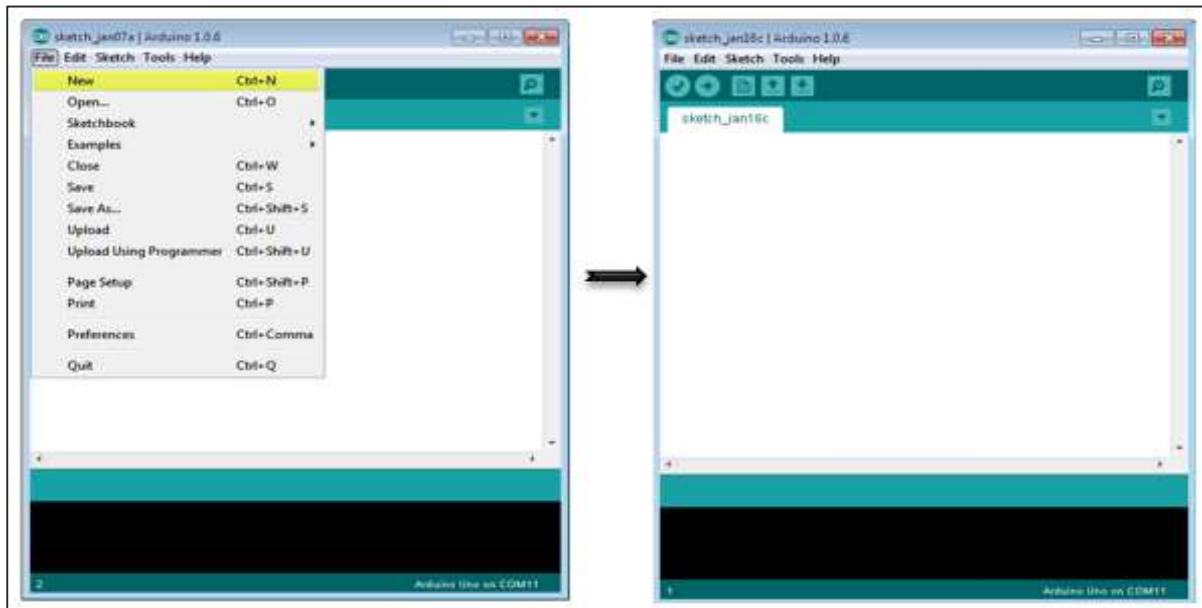 sketch_jan07a | Arduino 1.0.6
File Edit Sketch Tools Help
New Ctrl+N
Open... Ctrl+O
Sketchbook
Examples
Close Ctrl+W
Save Ctrl+S
Save As... Ctrl+Shift+S
Upload Ctrl+U
Upload Using Programmer Ctrl+Shift+U
Page Setup Ctrl+Shift+P
Print Ctrl+P
Preferences Ctrl+Comma
Quit Ctrl+Q
2
Arduino Uno on COM11
sketch_jan16c | Arduino 1.0.6
File Edit Sketch Tools Help
sketch_jan16c
1
Arduino Uno on COM11